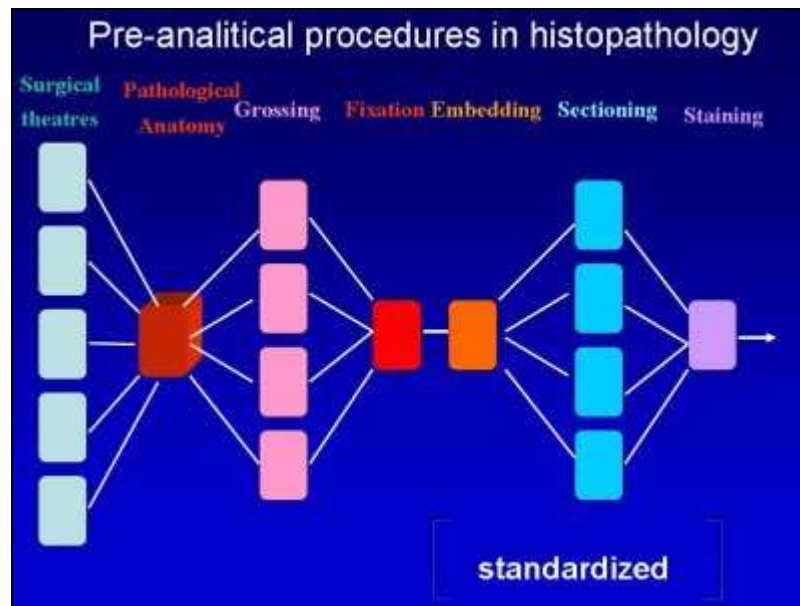 Pre-analitical procedures in histopathology
Surgical
theatres
Pathological
Anatomy
Grossing
Fixation
Embedding
Sectioning
Staining
standardized